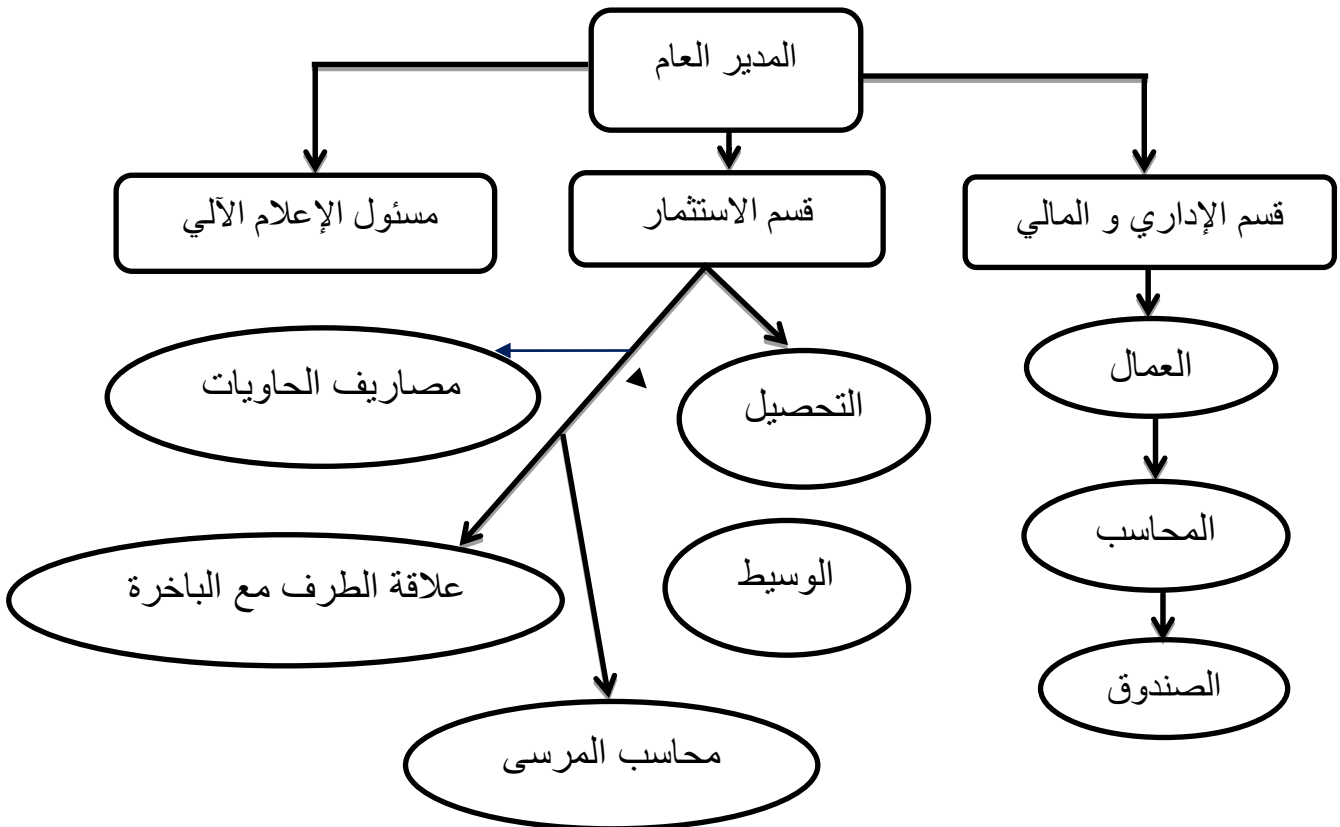 المدير العام
قسم الإداري و المالي
قسم الاستثمار
مسئول الإعلام الآلي
العمال
التحصيل
مصاريف الحاويات
المحاسب
الوسيط
علاقة الطرف مع الباخرة
الصندوق
محاسب المرسى